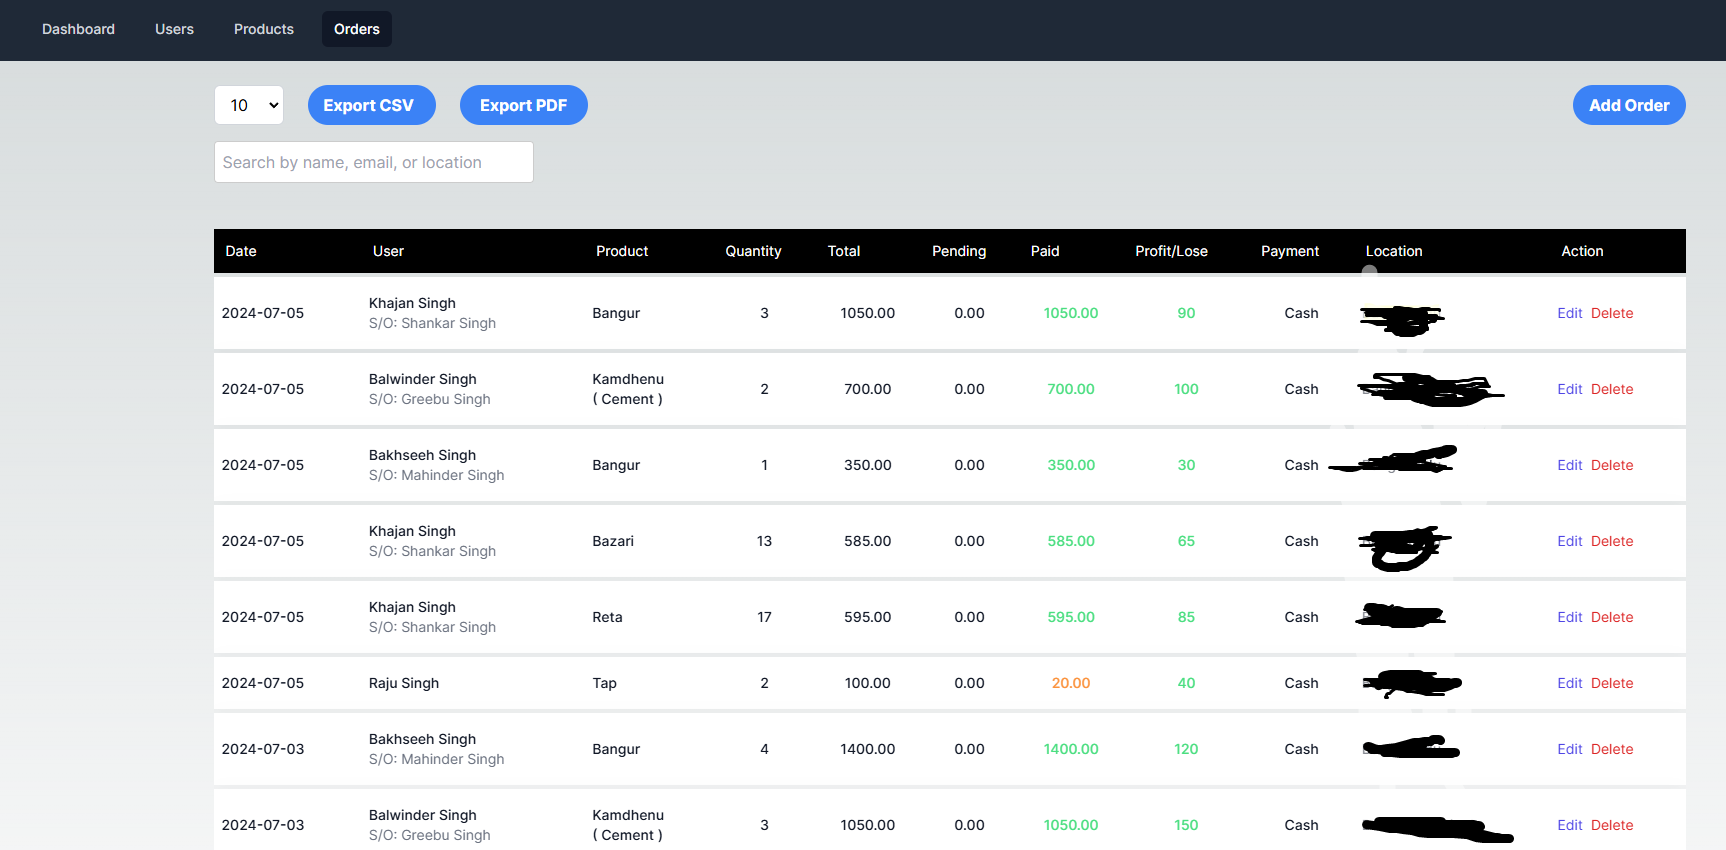 Dashboard Users Products Orders
10 Export CSV Export PDF Add Order
Search by name, email, or location
Date User Product Quantity Total Pending Paid Profit/Lose Payment Location Action
2024-07-05 Khajan Singh Bangur 3 1050.00 0.00 1050.00 90 Cash Edit Delete
S/O: Shankar Singh
2024-07-05 Balwinder Singh Kamdhenu 2 700.00 0.00 700.00 100 Cash Edit Delete
S/O: Greebu Singh ( Cement )
2024-07-05 Bakhseeh Singh Bangur 1 350.00 0.00 350.00 30 Cash Edit Delete
S/O: Mahinder Singh
2024-07-05 Khajan Singh Bazari 13 585.00 0.00 585.00 65 Cash Edit Delete
S/O: Shankar Singh
2024-07-05 Khajan Singh Reta 17 595.00 0.00 595.00 85 Cash Edit Delete
S/O: Shankar Singh
2024-07-05 Raju Singh Tap 2 100.00 0.00 20.00 40 Cash Edit Delete
2024-07-03 Bakhseeh Singh Bangur 4 1400.00 0.00 1400.00 120 Cash Edit Delete
S/O: Mahinder Singh
2024-07-03 Balwinder Singh Kamdhenu 3 1050.00 0.00 1050.00 150 Cash Edit Delete
S/O: Greebu Singh ( Cement )